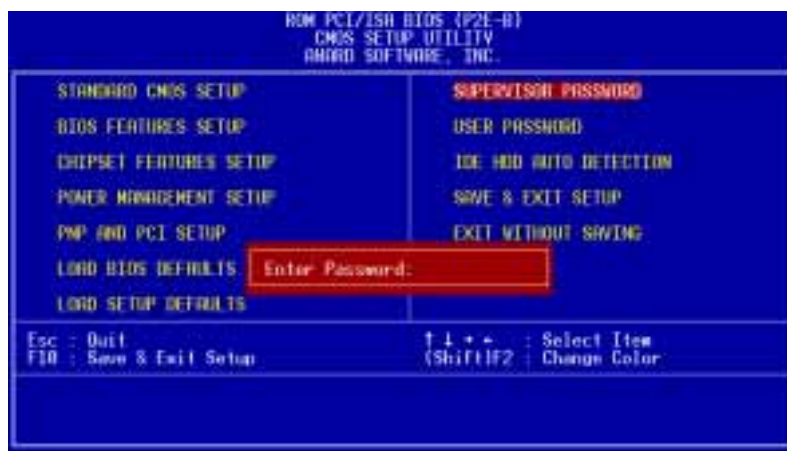 ROM PCI/ISA BIOS (P2E-B)
CMOS SETUP UTILITY
AWARD SOFTWARE, INC.
STANDARD CMOS SETUP
BIOS FEATURES SETUP
CHIPSET FEATURES SETUP
POWER MANAGEMENT SETUP
PNP AND PCI SETUP
LOAD BIOS DEFAULTS
LOAD SETUP DEFAULTS
SUPERVISOR PASSWORD
USER PASSWORD
IDE HDD AUTO DETECTION
SAVE & EXIT SETUP
EXIT WITHOUT SAVING
Enter Password:
Esc : Quit
F10 : Save & Exit Setup
↑ ↓ → ← : Select Item
(Shift)F2 : Change Color